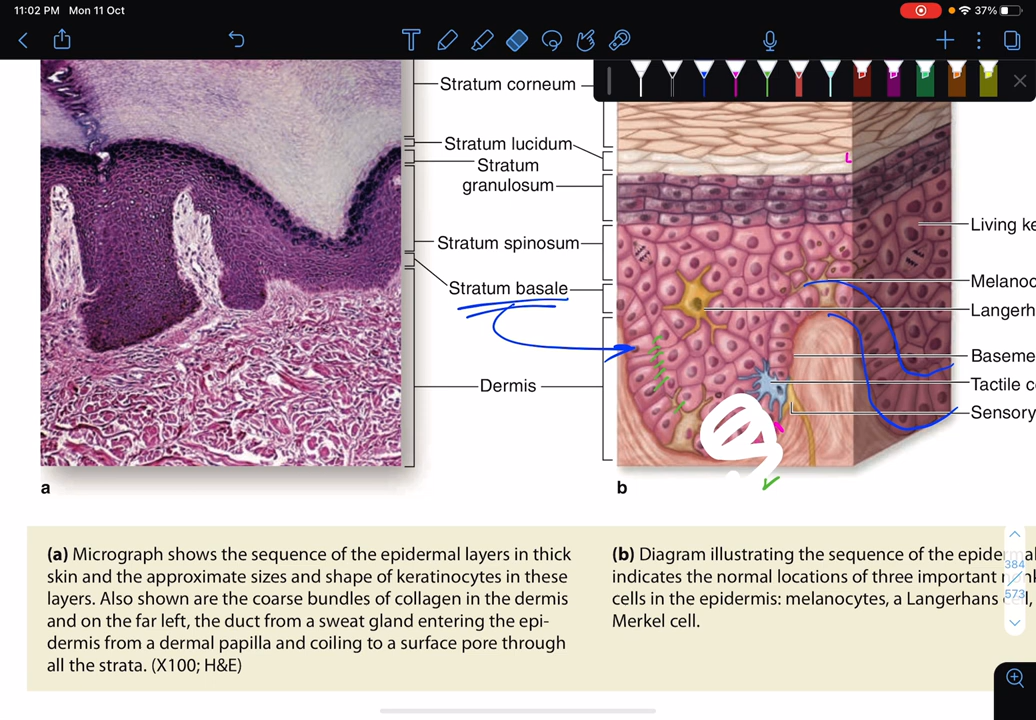 11:02 PM Mon 11 Oct
37%
Stratum corneum
Stratum lucidum
Stratum
granulosum
Stratum spinosum
Stratum basale
Dermis
Living ke
Melanoc
Langerh
Baseme
Tactile c
Sensory
a
b
(a) Micrograph shows the sequence of the epidermal layers in thick
skin and the approximate sizes and shape of keratinocytes in these
layers. Also shown are the coarse bundles of collagen in the dermis
and on the far left, the duct from a sweat gland entering the epi-
dermis from a dermal papilla and coiling to a surface pore through
all the strata. (X100; H&E)
(b) Diagram illustrating the sequence of the epidermal
indicates the normal locations of three important
cells in the epidermis: melanocytes, a Langerhans cell,
Merkel cell.
384
573